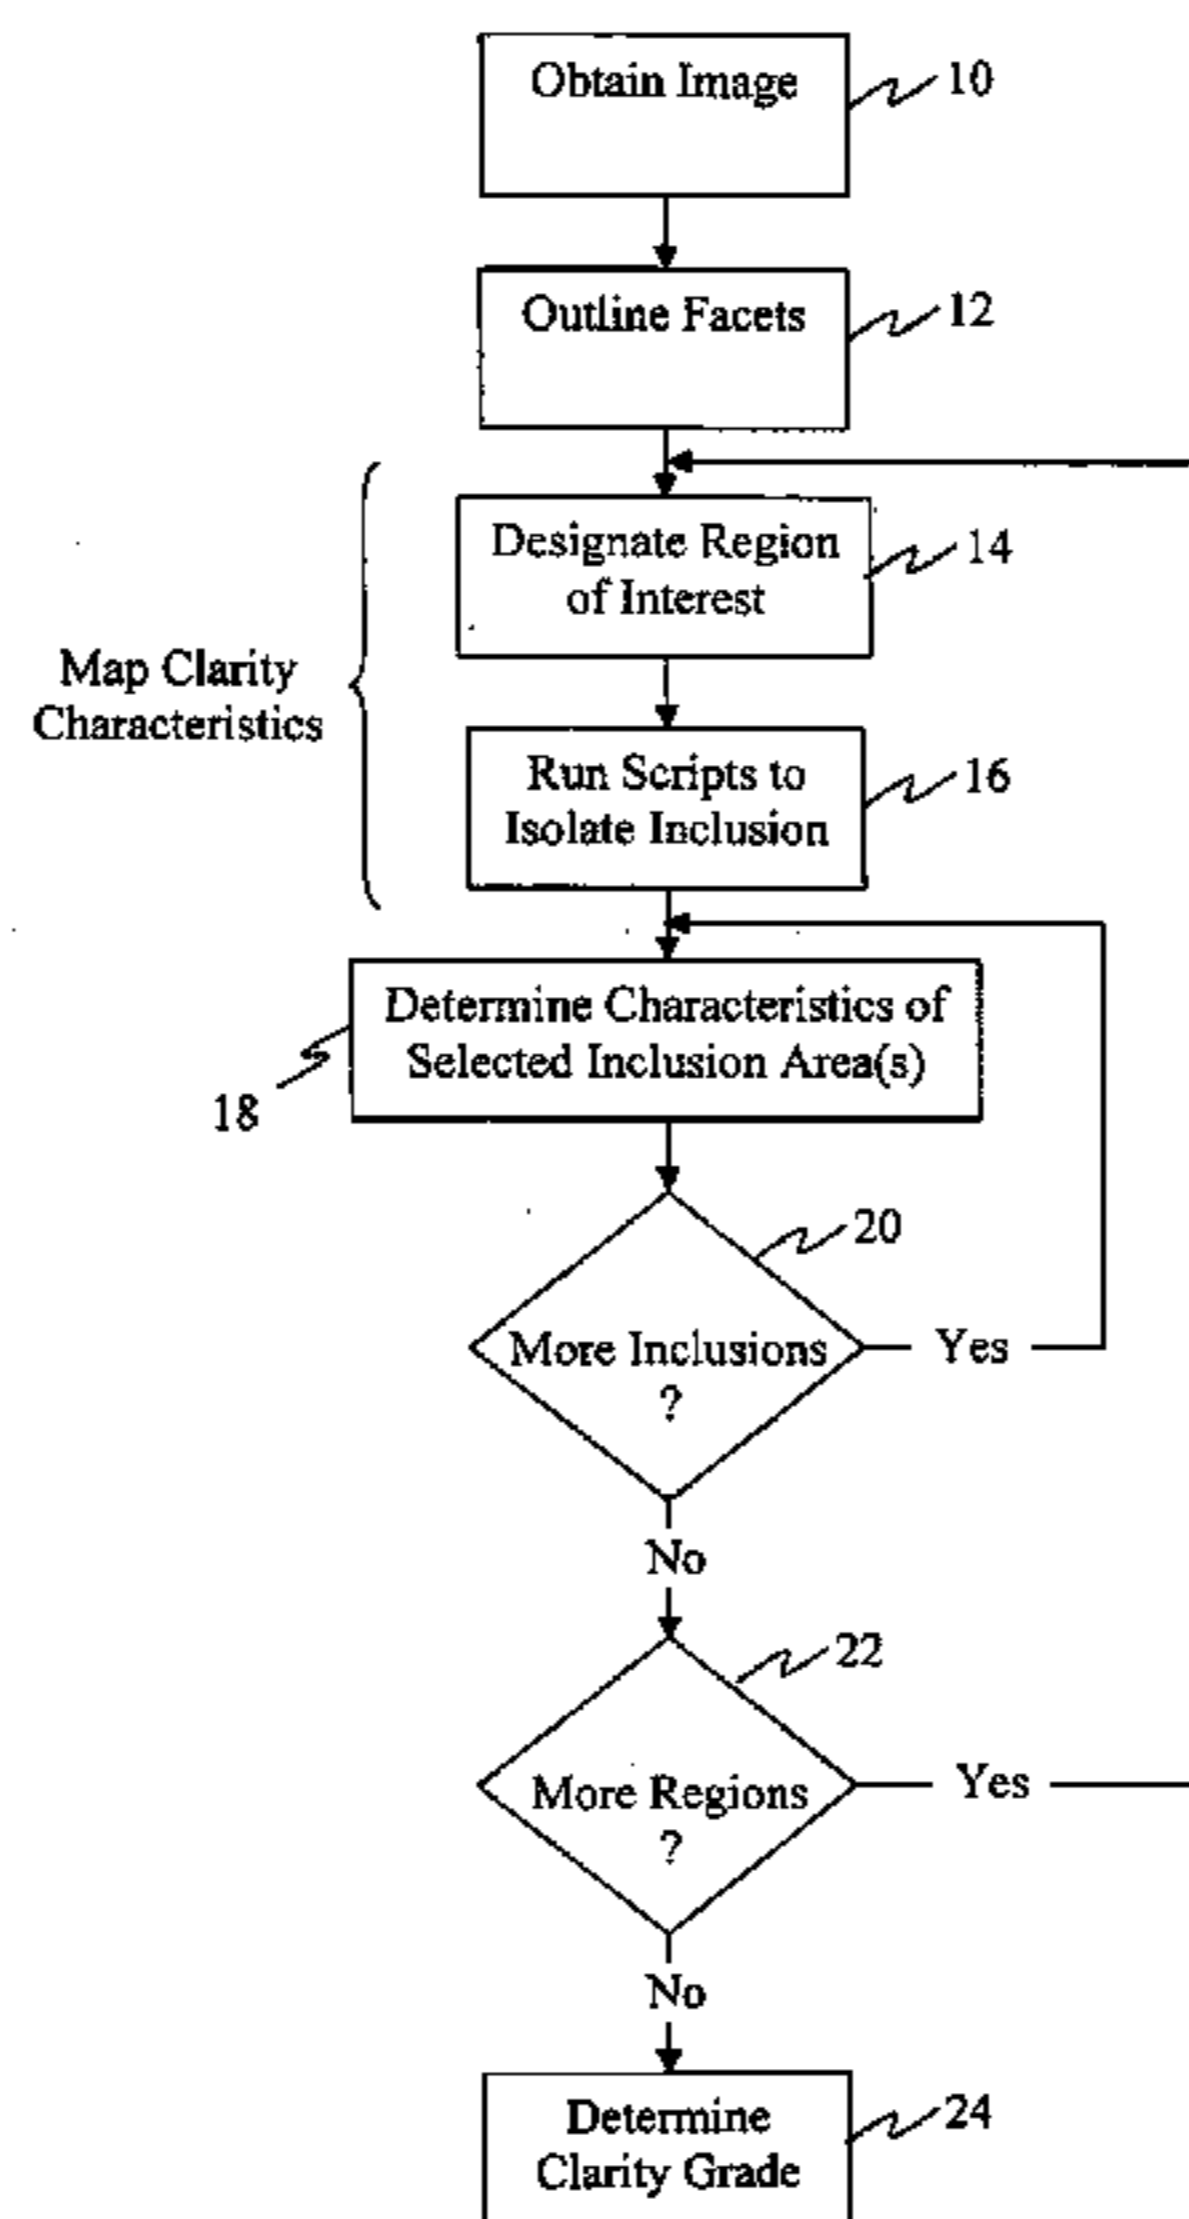 Obtain Image
10
Outline Facets
12
Designate Region
of Interest
14
Map Clarity
Characteristics
Run Scripts to
Isolate Inclusion
16
Determine Characteristics of
Selected Inclusion Area(s)
18
20
More Inclusions
?
Yes
No
22
More Regions
?
Yes
No
Determine
Clarity Grade
24